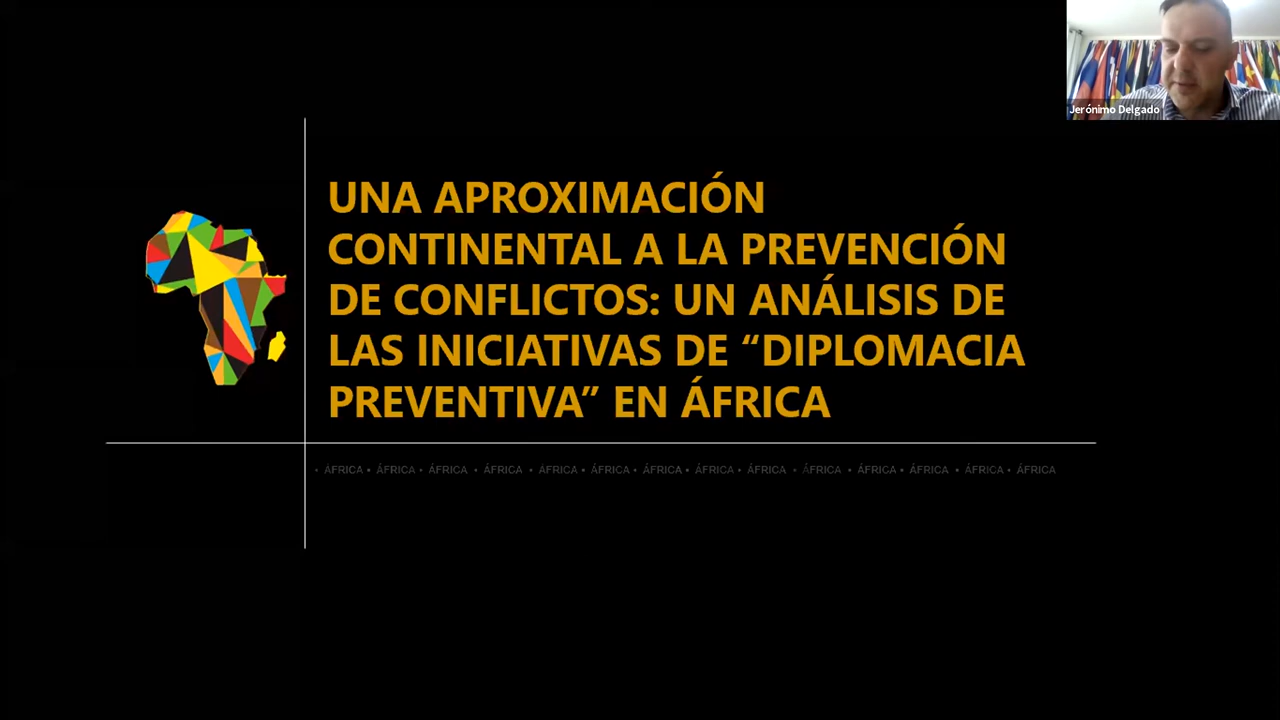 Jerónimo Delgado
UNA APROXIMACIÓN
CONTINENTAL A LA PREVENCIÓN
DE CONFLICTOS: UN ANÁLISIS DE
LAS INICIATIVAS DE “DIPLOMACIA
PREVENTIVA” EN ÁFRICA
• ÁFRICA • ÁFRICA • ÁFRICA • ÁFRICA • ÁFRICA • ÁFRICA • ÁFRICA • ÁFRICA • ÁFRICA • ÁFRICA • ÁFRICA • ÁFRICA • ÁFRICA • ÁFRICA